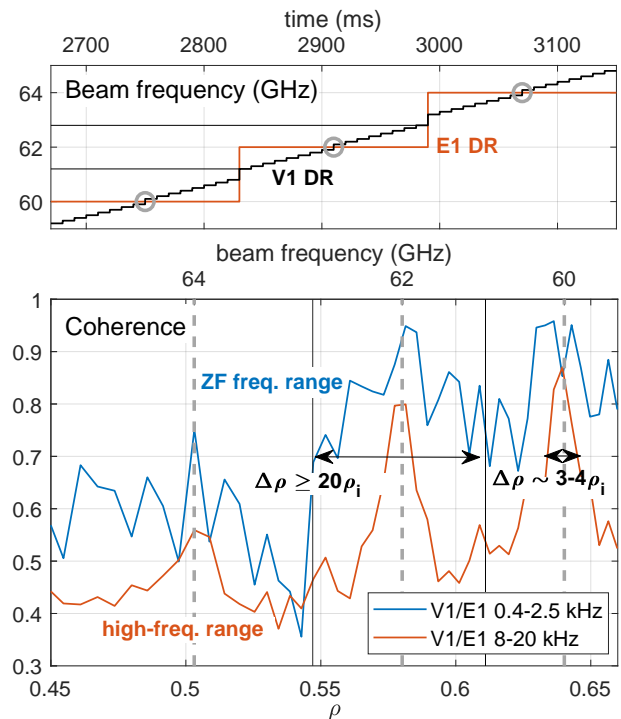 time (ms)
2700 2800 2900 3000 3100
Beam frequency (GHz)
64
62
60
E1 DR
V1 DR
beam frequency (GHz)
64 62 60
1
0.9
0.8
0.7
0.6
0.5
0.4
0.3
Coherence
ZF freq. range
Δρ ≥ 20ρi
Δρ ~ 3-4ρi
high-freq. range
V1/E1 0.4-2.5 kHz
V1/E1 8-20 kHz
0.45 0.5 0.55 0.6 0.65
ρ